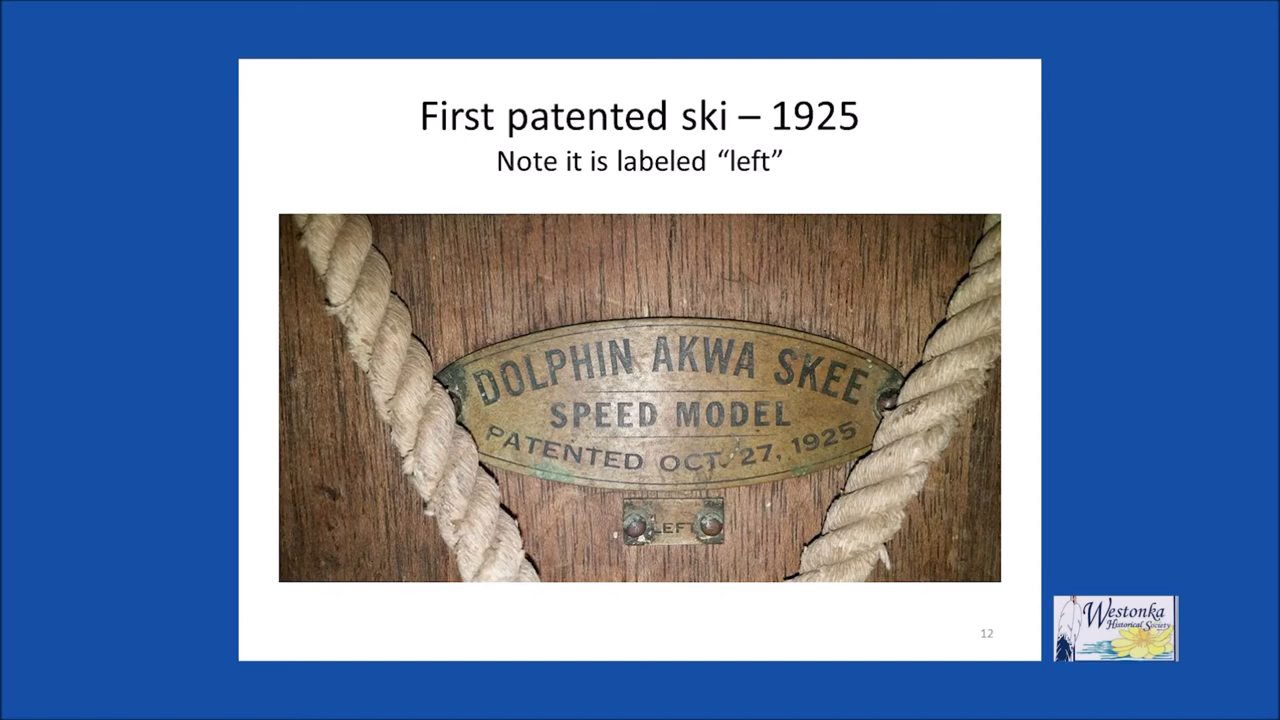 First patented ski – 1925
Note it is labeled “left”
DOLPHIN AKWA SKEE
SPEED MODEL
PATENTED OCT. 27, 1925
LEFT
12
Westonka
Historical Society